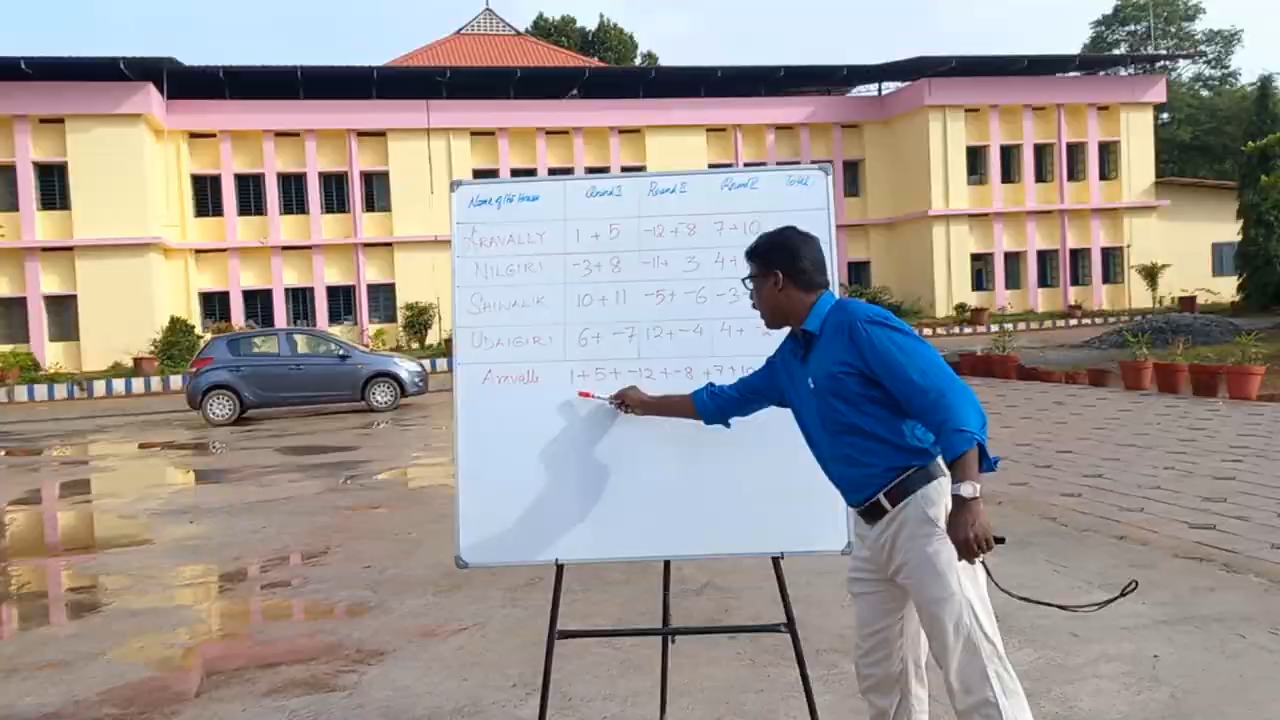 Name of the House Round I Round II Round III Total
ARAVALLY 1 + 5 -12 + -8 7 + 10
NILGIRI -3 + 8 -11 + 3 4 +
SHIWALIK 10 + 11 -5 + -6 -3
UDAIGIRI 6 + -7 12 + -4 4 +
Aravalli 1 + 5 + -12 + -8 + 7 + 10